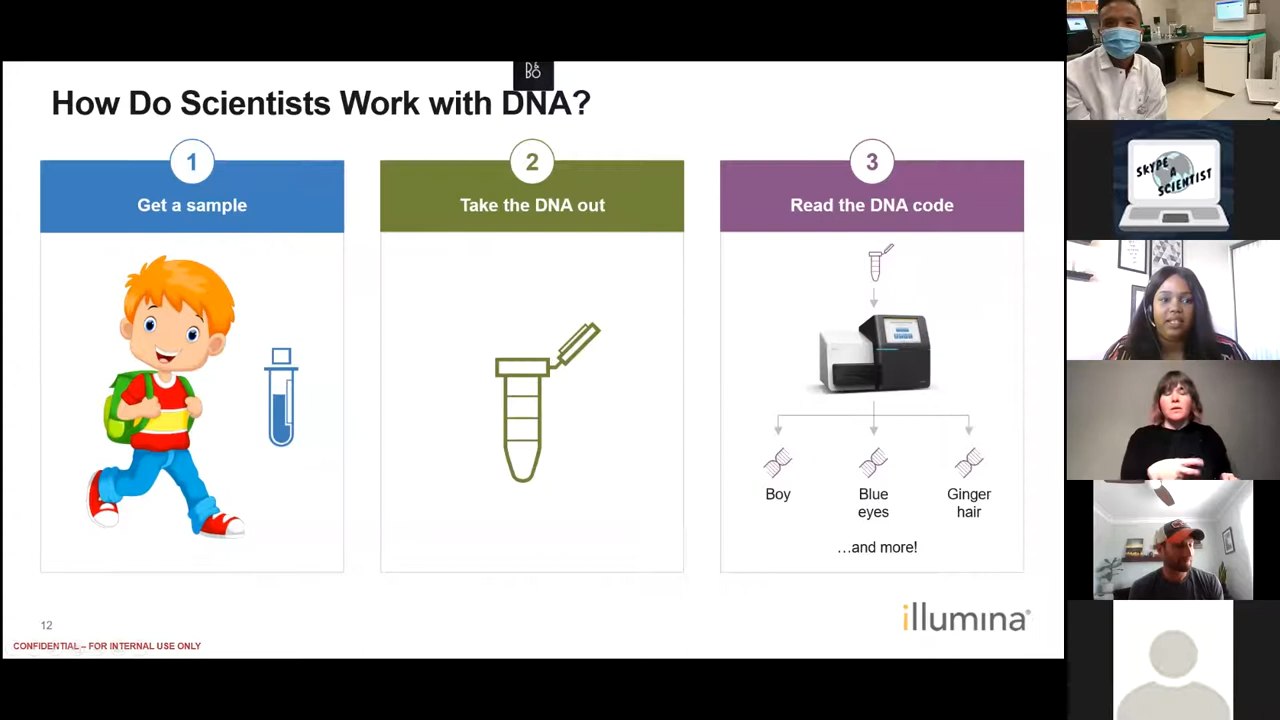 D&
BO
How Do Scientists Work with DNA?
1
Get a sample
2
Take the DNA out
3
Read the DNA code
Boy
Blue
eyes
Ginger
hair
…and more!
12
CONFIDENTIAL – FOR INTERNAL USE ONLY
illumina®
SKYPE
A
SCIENTIST